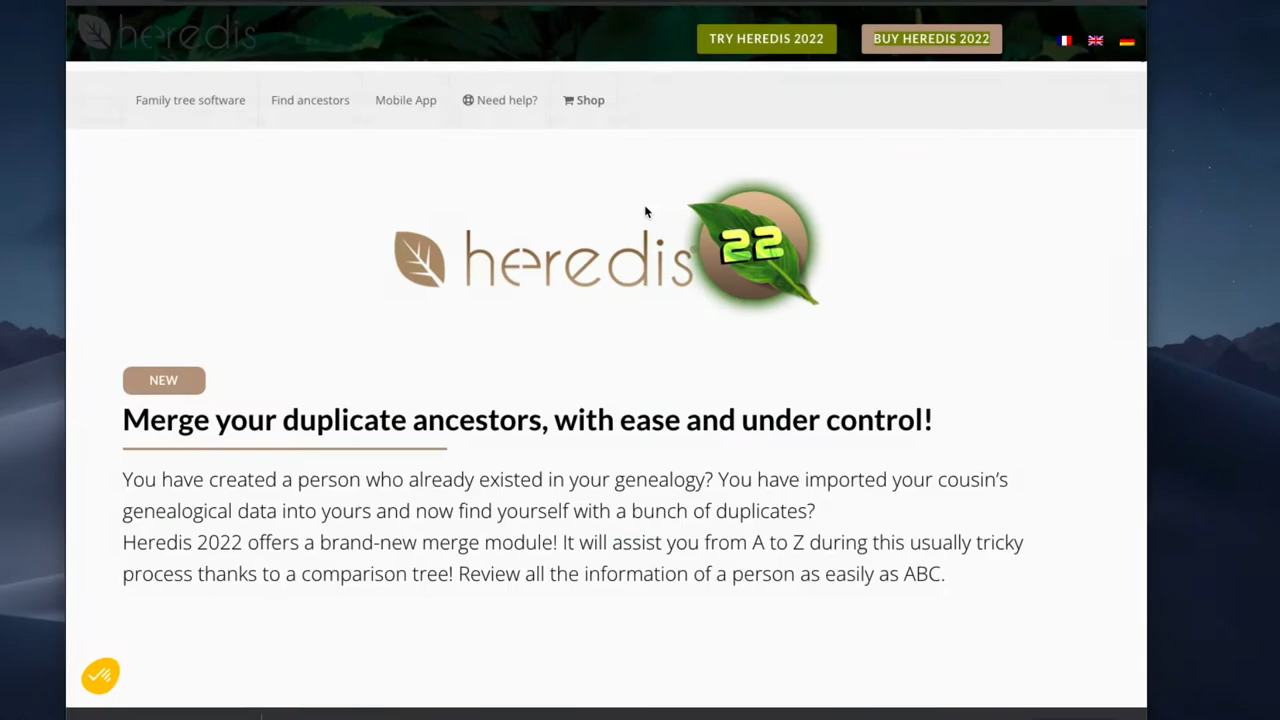 heredis
TRY HEREDIS 2022
BUY HEREDIS 2022
Family tree software
Find ancestors
Mobile App
Need help?
Shop
heredis
22
NEW
Merge your duplicate ancestors, with ease and under control!
You have created a person who already existed in your genealogy? You have imported your cousin’s
genealogical data into yours and now find yourself with a bunch of duplicates?
Heredis 2022 offers a brand-new merge module! It will assist you from A to Z during this usually tricky
process thanks to a comparison tree! Review all the information of a person as easily as ABC.